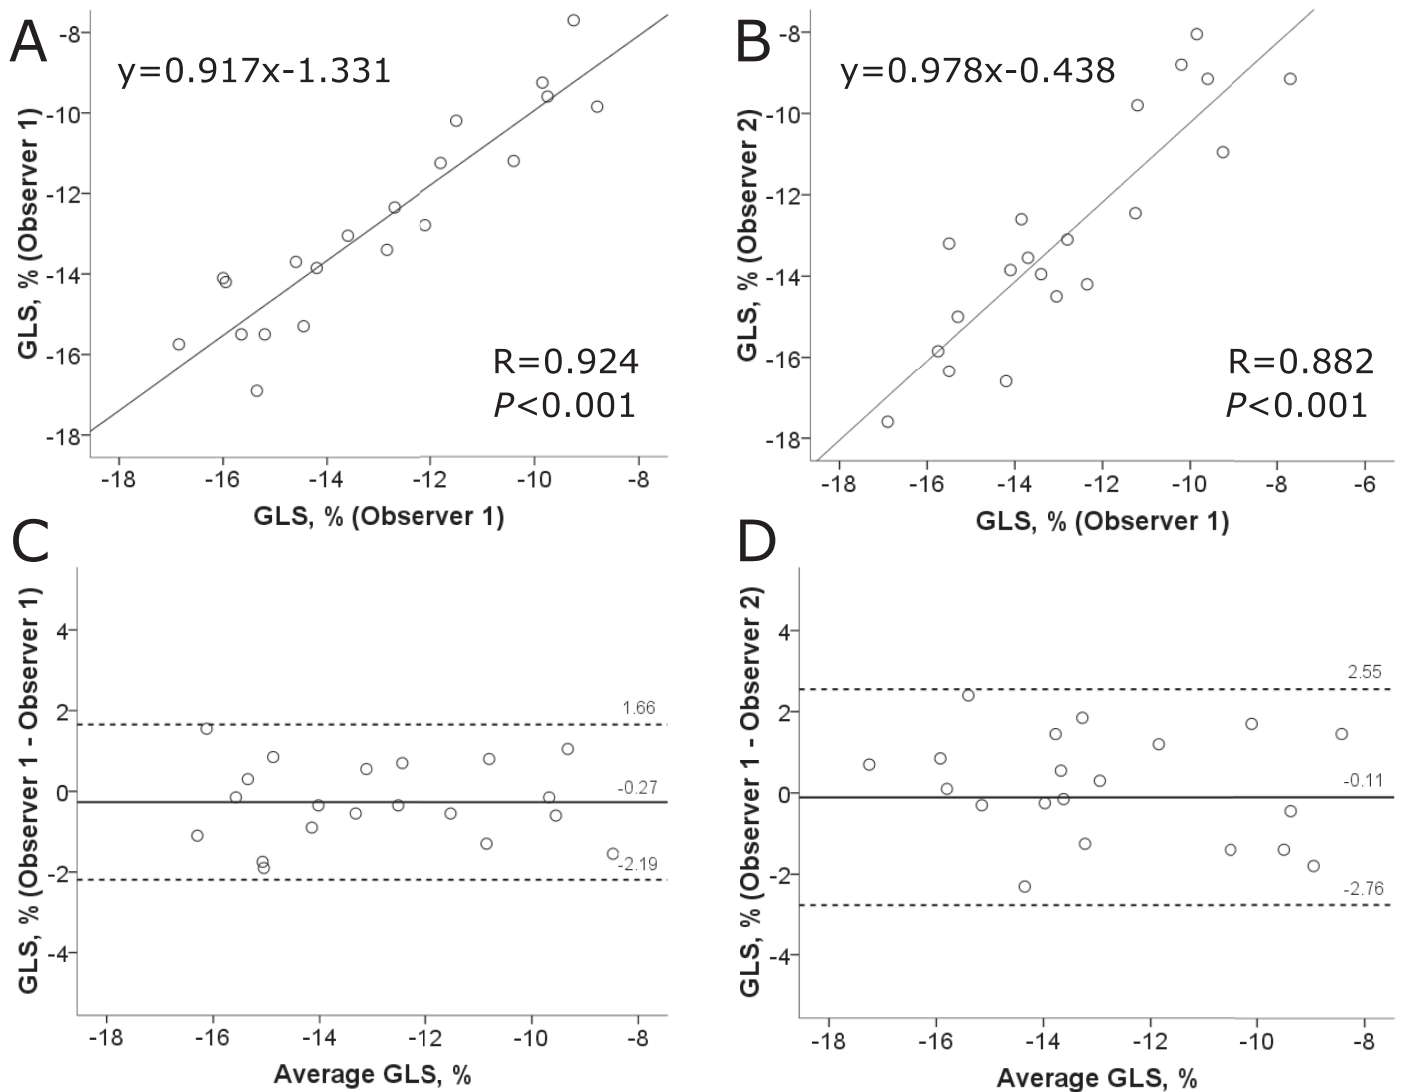 A
y=0.917x-1.331
R=0.924
P<0.001
GLS, % (Observer 1)
-8
-10
-12
-14
-16
-18
-18 -16 -14 -12 -10 -8
GLS, % (Observer 1)
B
y=0.978x-0.438
R=0.882
P<0.001
GLS, % (Observer 2)
-8
-10
-12
-14
-16
-18
-18 -16 -14 -12 -10 -8 -6
GLS, % (Observer 1)
C
GLS, % (Observer 1 - Observer 1)
4
2
0
-2
-4
1.66
-0.27
-2.19
-18 -16 -14 -12 -10 -8
Average GLS, %
D
GLS, % (Observer 1 - Observer 2)
4
2
0
-2
-4
2.55
-0.11
-2.76
-18 -16 -14 -12 -10 -8
Average GLS, %